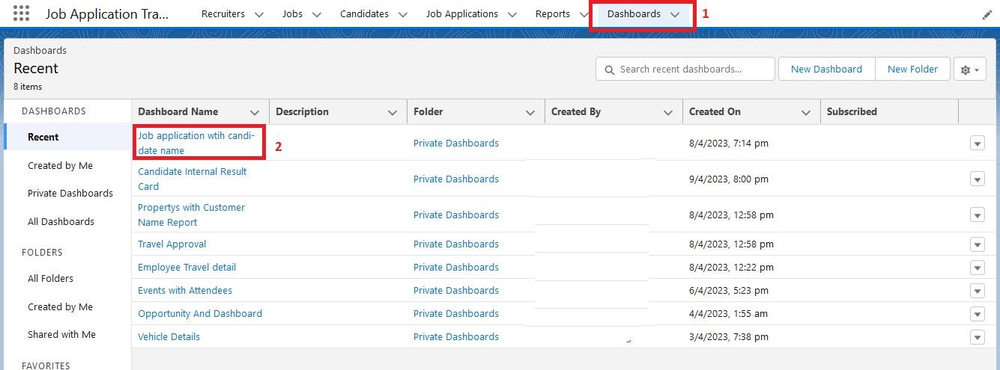 Job Application Tra... Recruiters Jobs Candidates Job Applications Reports Dashboards 1
Dashboards
Recent
8 items
Search recent dashboards... New Dashboard New Folder
DASHBOARDS
Recent
Created by Me
Private Dashboards
All Dashboards
FOLDERS
All Folders
Created by Me
Shared with Me
FAVORITES
Dashboard Name Description Folder Created By Created On Subscribed
Job application wtih candi-
date name 2 Private Dashboards 8/4/2023, 7:14 pm
Candidate Internal Result
Card Private Dashboards 9/4/2023, 8:00 pm
Propertys with Customer
Name Report Private Dashboards 8/4/2023, 12:58 pm
Travel Approval Private Dashboards 8/4/2023, 12:58 pm
Employee Travel detail Private Dashboards 8/4/2023, 12:22 pm
Events with Attendees Private Dashboards 6/4/2023, 5:23 pm
Opportunity And Dashboard Private Dashboards 4/4/2023, 1:55 am
Vehicle Details Private Dashboards 3/4/2023, 7:38 pm